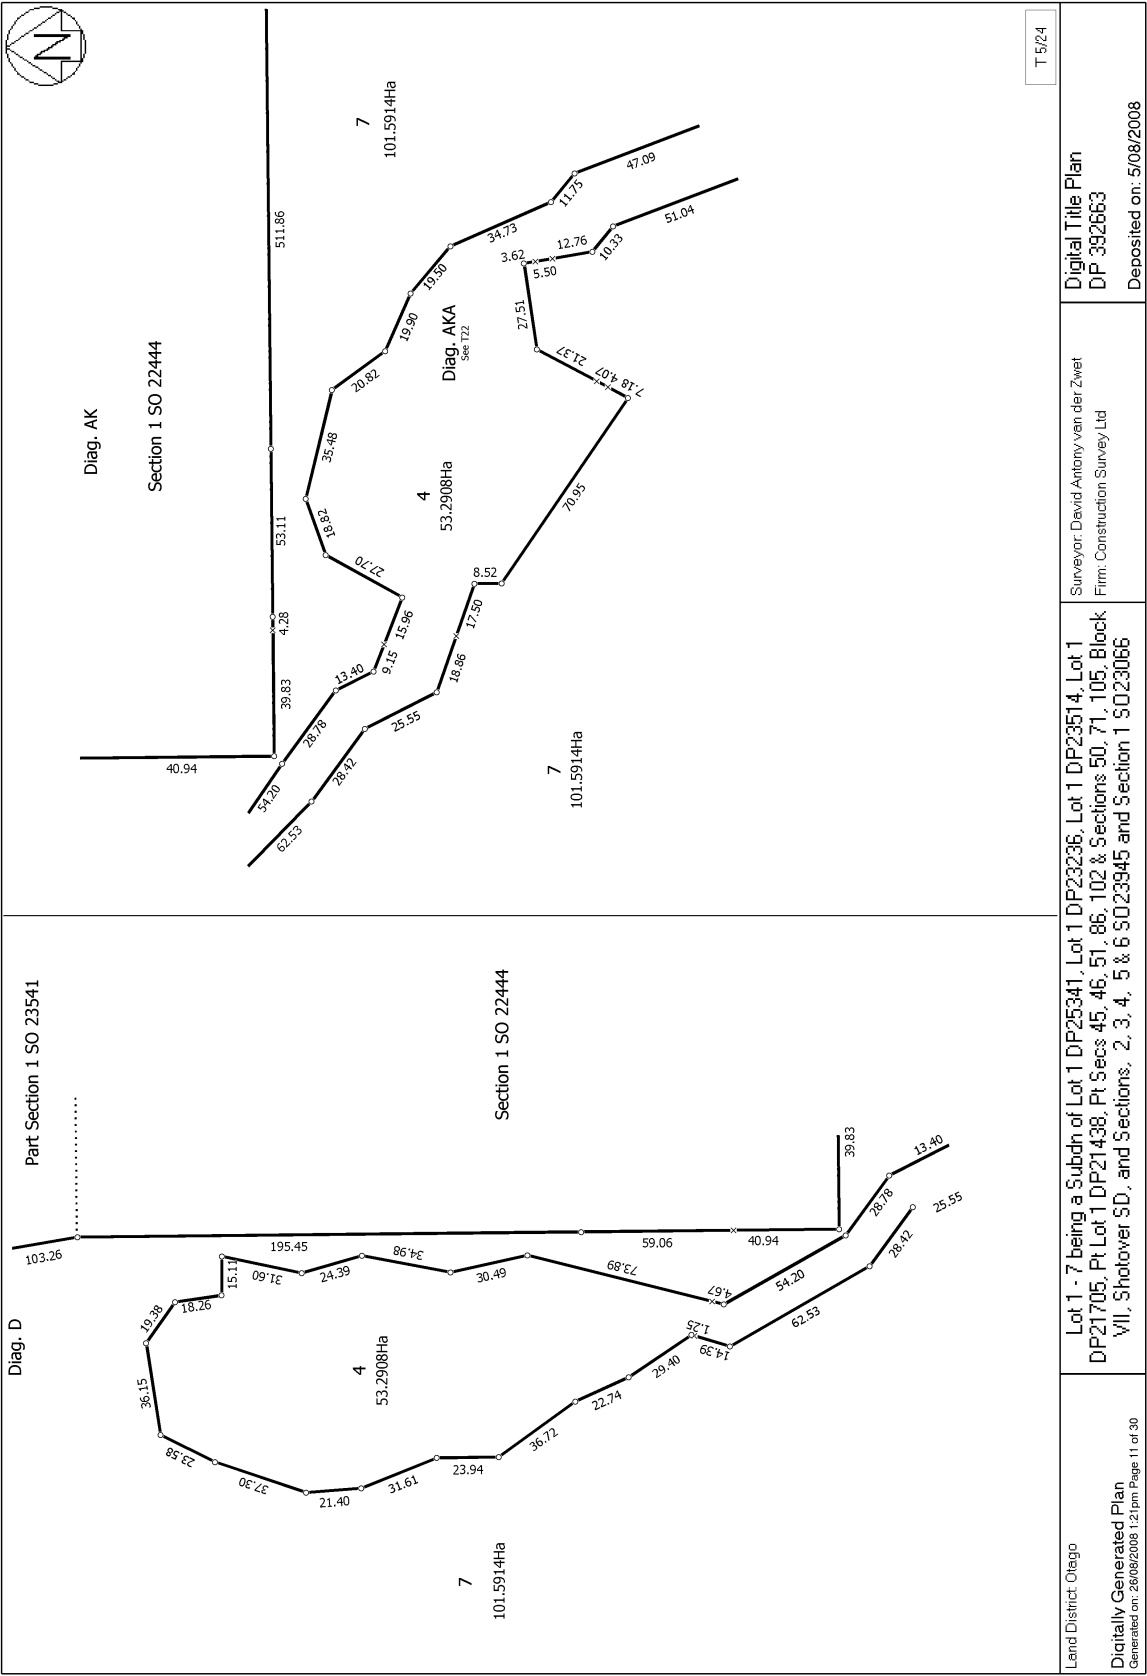 Diag. D
Part Section 1 SO 23541
103.26
195.45
15.11
31.60
24.39
34.98
30.49
73.89
4.67
59.06
40.94
39.83
19.38
18.26
36.15
23.58
37.30
21.40
31.61
23.94
36.72
22.74
29.40
1.25
14.39
54.20
62.53
28.78
28.42
13.40
25.55
4
53.2908Ha
7
101.5914Ha
Section 1 SO 22444
N
Diag. AK
Section 1 SO 22444
40.94
39.83
4.28
53.11
511.86
54.20
28.78
13.40
9.15
15.96
27.70
18.82
35.48
20.82
19.90
19.50
34.73
11.75
47.09
62.53
28.42
25.55
18.86
17.50
8.52
70.95
7.18
4.07
21.37
27.51
3.62
5.50
12.76
10.33
51.04
4
53.2908Ha
Diag. AKA
See T22
7
101.5914Ha
7
101.5914Ha
T 5/24
Land District: Otago
Digitally Generated Plan
Generated on: 26/08/2008 1:21pm Page 11 of 30
Lot 1 - 7 being a Subdn of Lot 1 DP25341, Lot 1 DP23236, Lot 1 DP23514, Lot 1
DP21705, Pt Lot 1 DP21438, Pt Secs 45, 46, 51, 86, 102 & Sections 50, 71, 105, Block
VII, Shotover SD, and Sections, 2, 3, 4, 5 & 6 SO23945 and Section 1 SO23066
Surveyor: David Antony van der Zwet
Firm: Construction Survey Ltd
Digital Title Plan
DP 392663
Deposited on: 5/08/2008